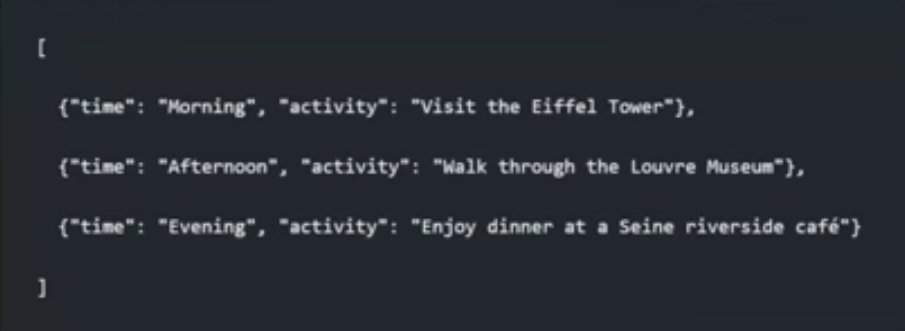 [
{"time": "Morning", "activity": "Visit the Eiffel Tower"},
{"time": "Afternoon", "activity": "Walk through the Louvre Museum"},
{"time": "Evening", "activity": "Enjoy dinner at a Seine riverside café"}
]